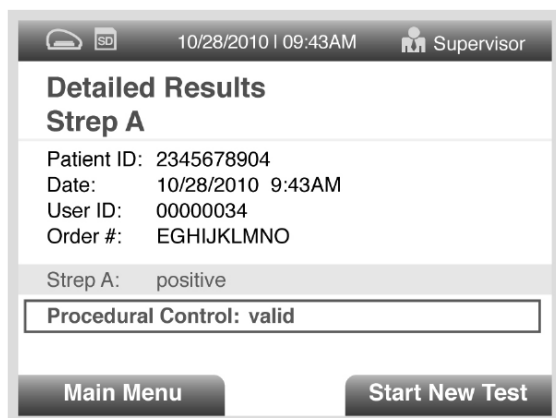 SD 10/28/2010 | 09:43AM Supervisor
Detailed Results
Strep A
Patient ID: 2345678904
Date: 10/28/2010 9:43AM
User ID: 00000034
Order #: EGHIJKLMNO
Strep A: positive
Procedural Control: valid
Main Menu Start New Test